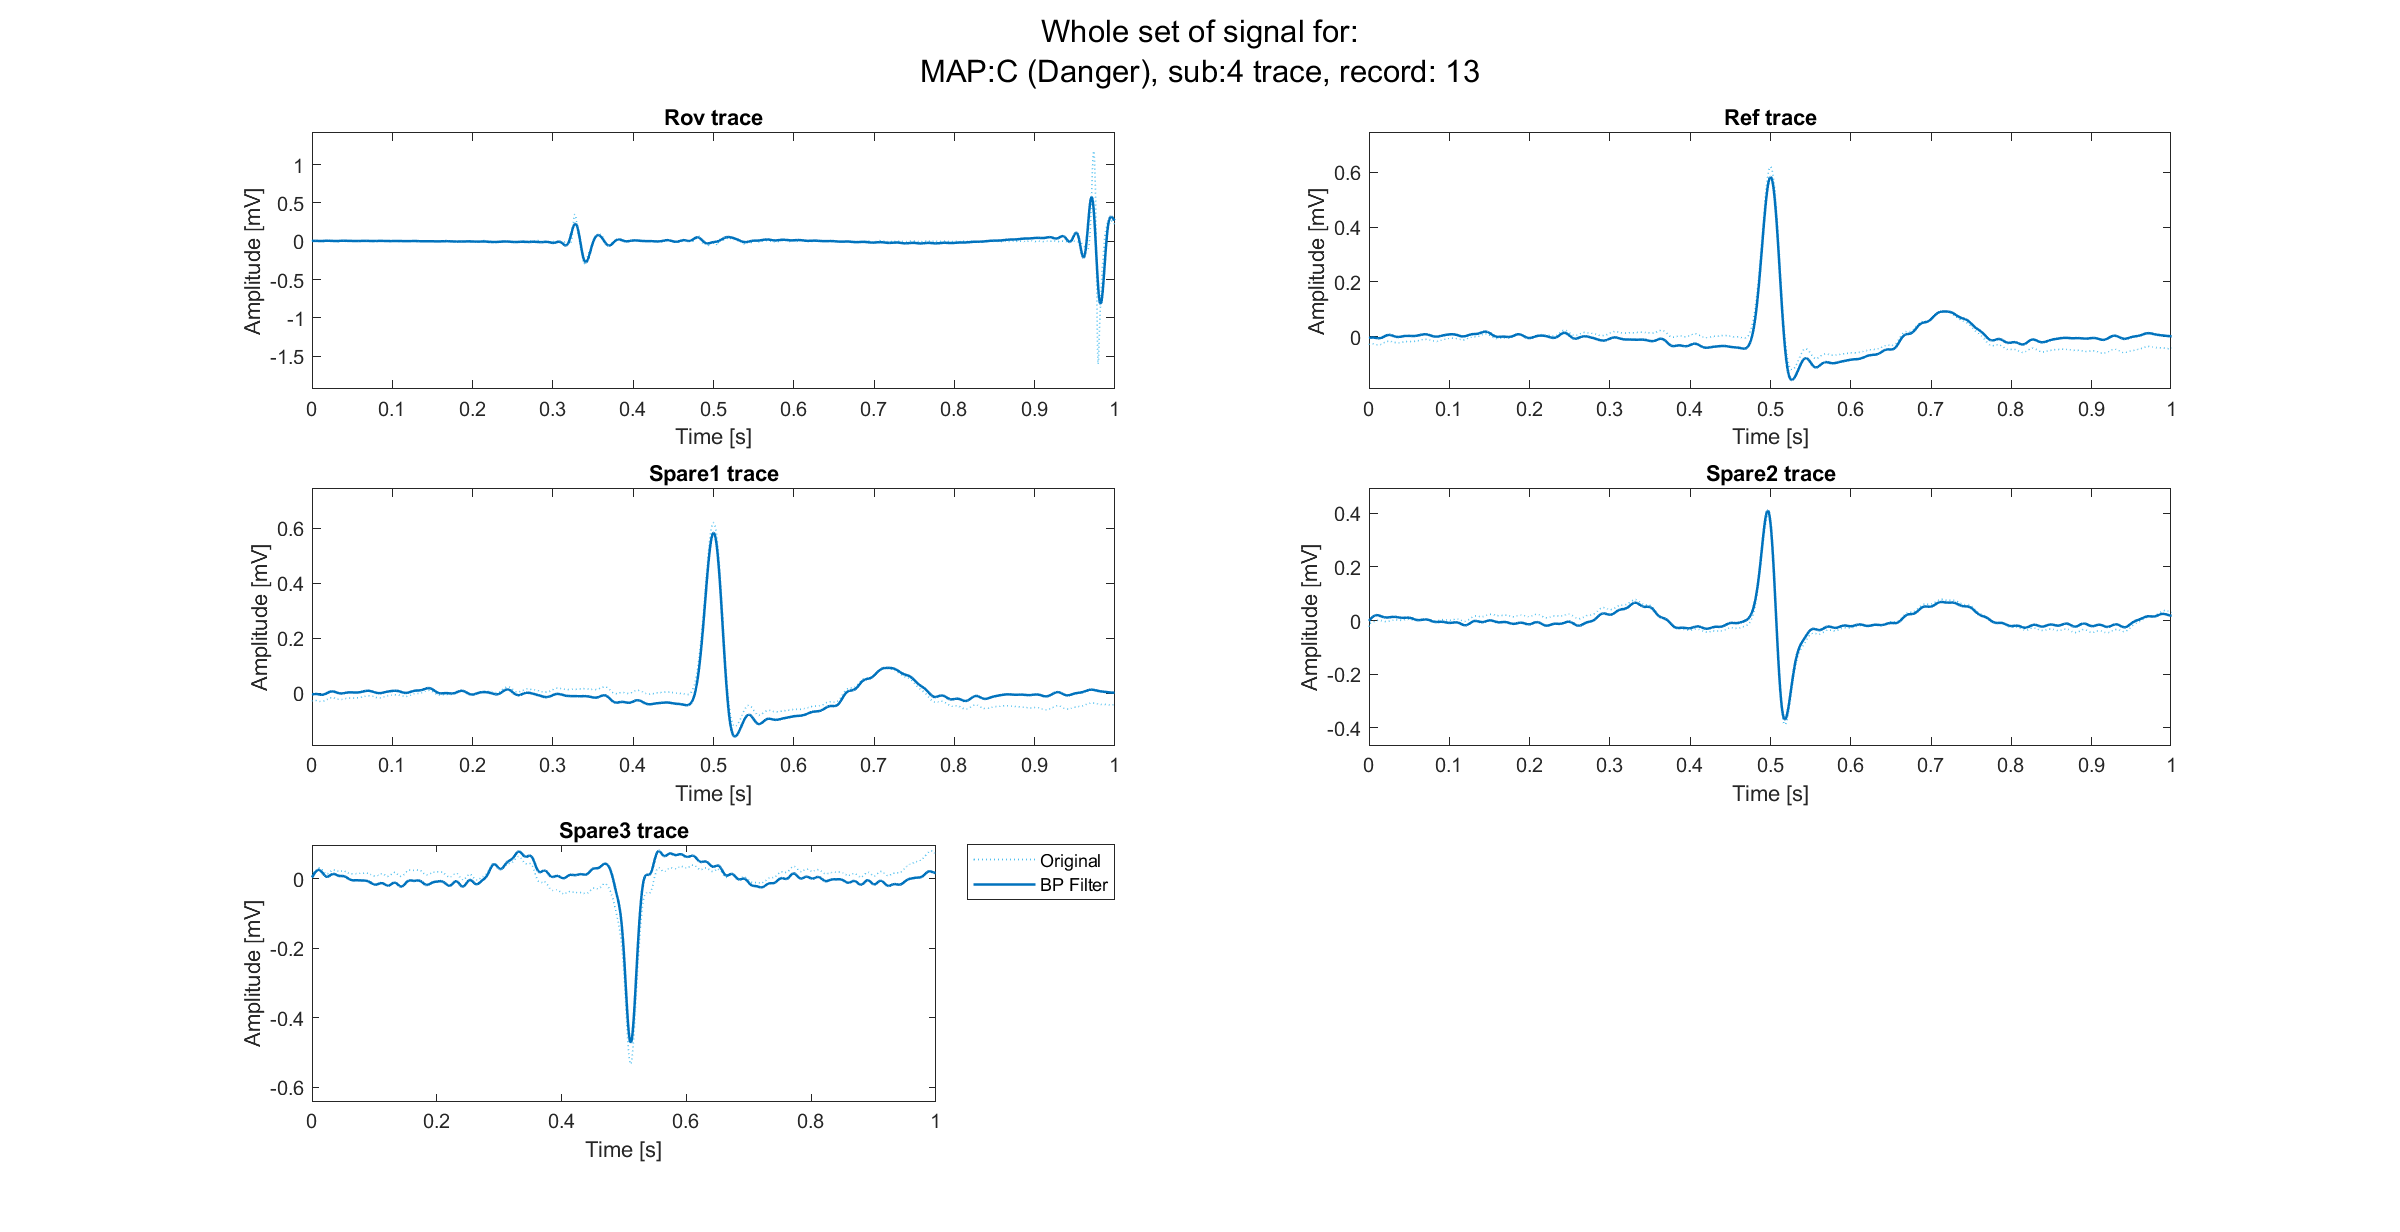 Whole set of signal for:
MAP:C (Danger), sub:4 trace, record: 13
Rov trace
Amplitude [mV]
1
0.5
0
-0.5
-1
-1.5
0 0.1 0.2 0.3 0.4 0.5 0.6 0.7 0.8 0.9 1
Time [s]
Ref trace
Amplitude [mV]
0.6
0.4
0.2
0
0 0.1 0.2 0.3 0.4 0.5 0.6 0.7 0.8 0.9 1
Time [s]
Spare1 trace
Amplitude [mV]
0.6
0.4
0.2
0
0 0.1 0.2 0.3 0.4 0.5 0.6 0.7 0.8 0.9 1
Time [s]
Spare2 trace
Amplitude [mV]
0.4
0.2
0
-0.2
-0.4
0 0.1 0.2 0.3 0.4 0.5 0.6 0.7 0.8 0.9 1
Time [s]
Spare3 trace
Amplitude [mV]
0
-0.2
-0.4
-0.6
0 0.2 0.4 0.6 0.8 1
Time [s]
Original
BP Filter